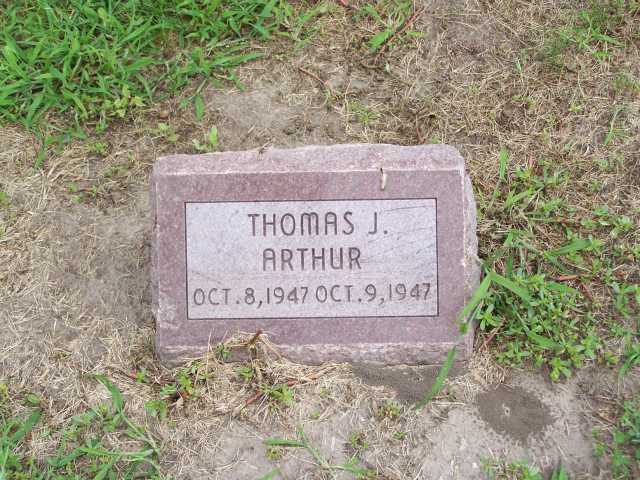 THOMAS J.
ARTHUR
OCT. 8, 1947 OCT. 9, 1947